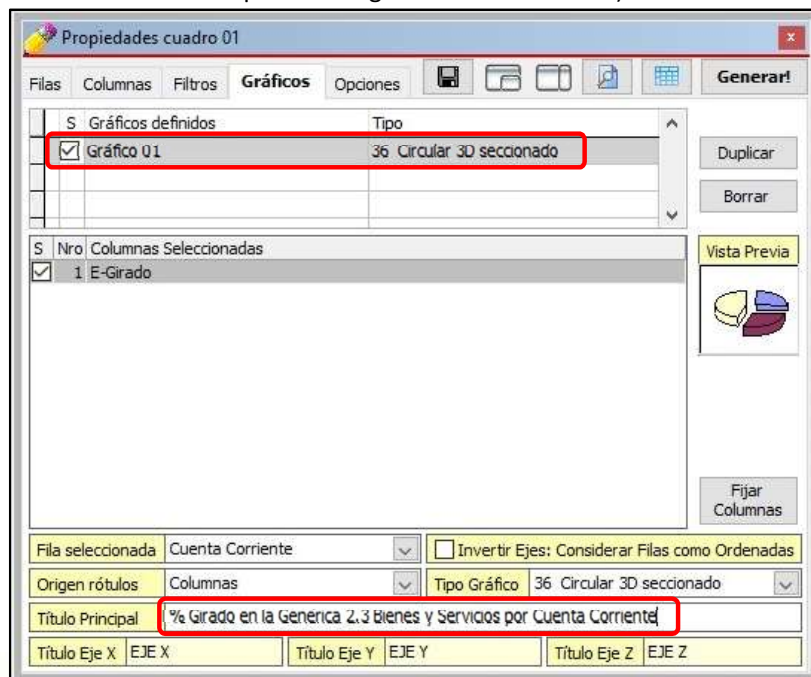 Propiedades cuadro 01
x
Filas Columnas Filtros Gráficos Opciones Generar!
S Gráficos definidos Tipo
Gráfico 01 36 Circular 3D seccionado
Duplicar
Borrar
S Nro Columnas Seleccionadas
Vista Previa
1 E-Girado
Fijar
Columnas
Fila seleccionada Cuenta Corriente Invertir Ejes: Considerar Filas como Ordenadas
Origen rótulos Columnas Tipo Gráfico 36 Circular 3D seccionado
Título Principal % Girado en la Genérica 2.3 Bienes y Servicios por Cuenta Corriente
Título Eje X EJE X Título Eje Y EJE Y Título Eje Z EJE Z